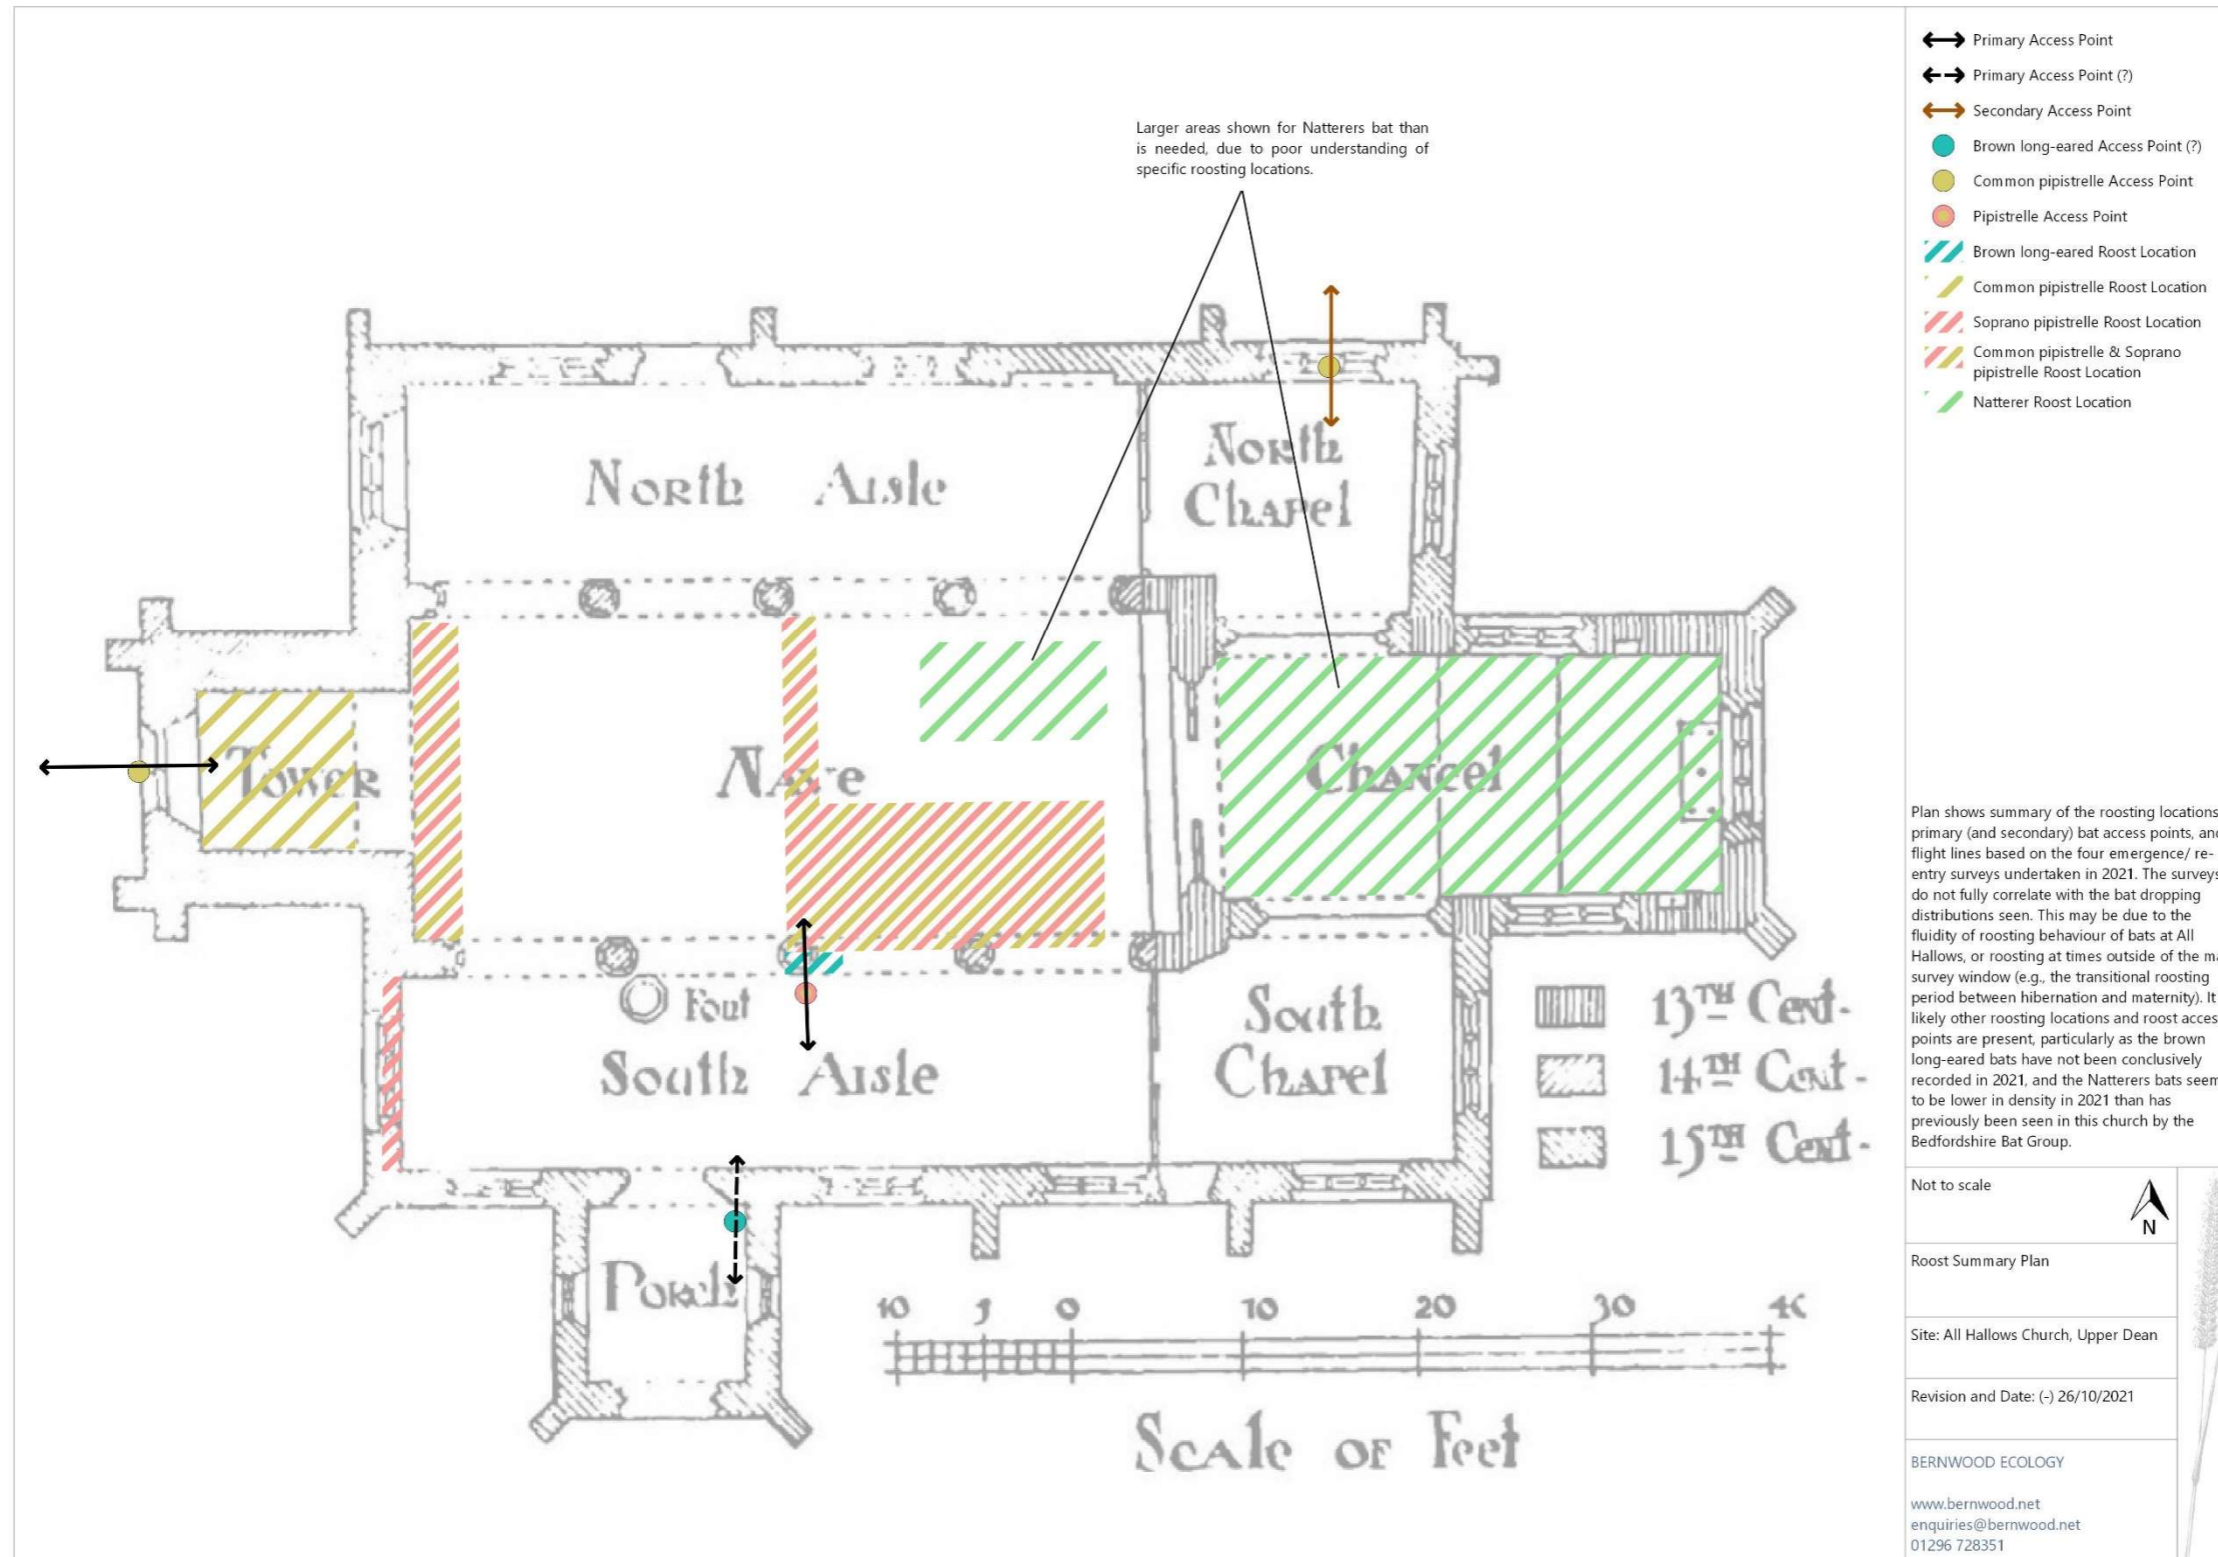 Larger areas shown for Natterers bat than
is needed, due to poor understanding of
specific roosting locations.
North Aisle
North
Chapel
Tower
Nave
Chancel
Font
South Aisle
South
Chapel
Porch
13TH Cent-
14TH Cent-
15TH Cent-
10 5 0 10 20 30 4
Scale of Feet
Primary Access Point
Primary Access Point (?)
Secondary Access Point
Brown long-eared Access Point (?)
Common pipistrelle Access Point
Pipistrelle Access Point
Brown long-eared Roost Location
Common pipistrelle Roost Location
Soprano pipistrelle Roost Location
Common pipistrelle & Soprano
pipistrelle Roost Location
Natterer Roost Location
Plan shows summary of the roosting locations
primary (and secondary) bat access points, and
flight lines based on the four emergence/ re-
entry surveys undertaken in 2021. The surveys
do not fully correlate with the bat dropping
distributions seen. This may be due to the
fluidity of roosting behaviour of bats at All
Hallows, or roosting at times outside of the
survey window (e.g., the transitional roosting
period between hibernation and maternity). It
likely other roosting locations and roost
points are present, particularly as the brown
long-eared bats have not been conclusively
recorded in 2021, and the Natterers bats seem
to be lower in density in 2021 than has
previously been seen in this church by the
Bedfordshire Bat Group.
Not to scale
N
Roost Summary Plan
Site: All Hallows Church, Upper Dean
Revision and Date: (-) 26/10/2021
BERNWOOD ECOLOGY
www.bernwood.net
enquiries@bernwood.net
01296 728351